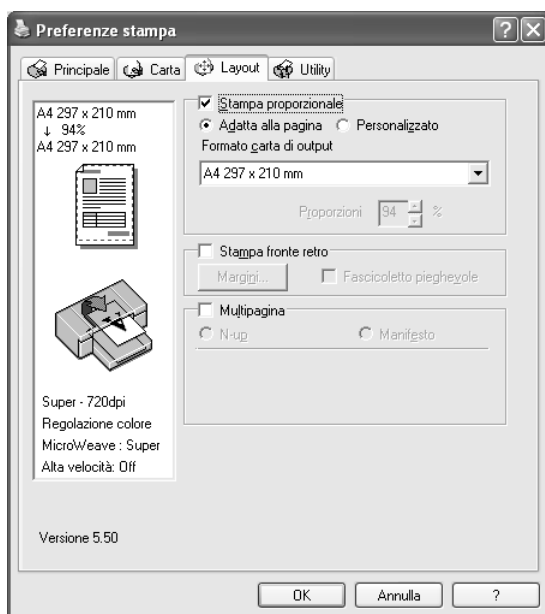 Preferenze stampa
Principale
Carta
Layout
Utility
A4 297 x 210 mm
↓ 94%
A4 297 x 210 mm
Super - 720dpi
Regolazione colore
MicroWeave : Super
Alta velocità: Off
Versione 5.50
Stampa proporzionale
Adatta alla pagina Personalizzato
Formato carta di output
A4 297 x 210 mm
Proporzioni 94 %
Stampa fronte retro
Margini... Fascicoletto pieghevole
Multipagina
N-up Manifesto
OK Annulla ?